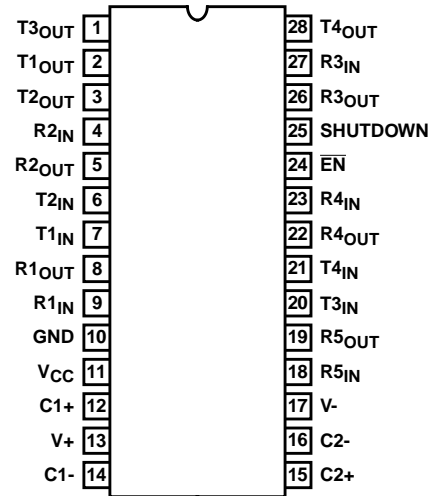 T3OUT 1 28 T4OUT
T1OUT 2 27 R3IN
T2OUT 3 26 R3OUT
R2IN 4 25 SHUTDOWN
R2OUT 5 24 E̅N̅
T2IN 6 23 R4IN
T1IN 7 22 R4OUT
R1OUT 8 21 T4IN
R1IN 9 20 T3IN
GND 10 19 R5OUT
VCC 11 18 R5IN
C1+ 12 17 V-
V+ 13 16 C2-
C1- 14 15 C2+